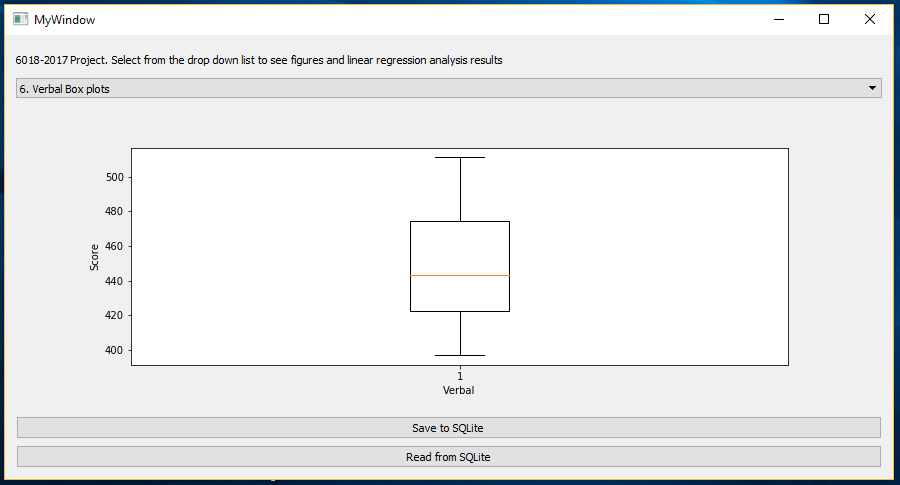 MyWindow
6018-2017 Project. Select from the drop down list to see figures and linear regression analysis results
6. Verbal Box plots
500
480
460
440
420
400
Score
1
Verbal
Save to SQLite
Read from SQLite